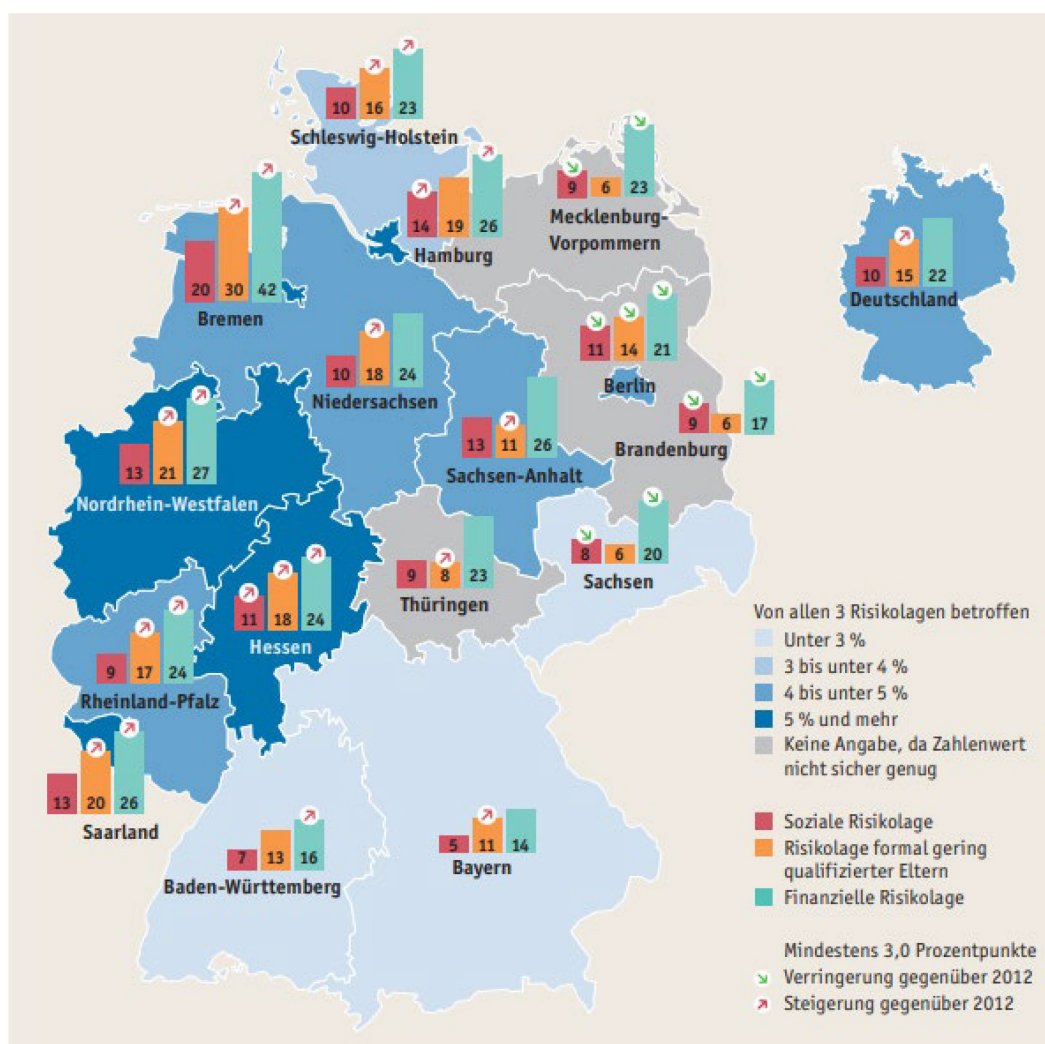 10 16 23
Schleswig-Holstein
14 19 26
Hamburg
9 6 23
Mecklenburg-
Vorpommern
20 30 42
Bremen
10 15 22
Deutschland
10 18 24
Niedersachsen
11 14 21
Berlin
9 6 17
Brandenburg
13 21 27
Nordrhein-Westfalen
13 11 26
Sachsen-Anhalt
8 6 20
Sachsen
9 8 23
Thüringen
11 18 24
Hessen
9 17 24
Rheinland-Pfalz
13 20 26
Saarland
7 13 16
Baden-Württemberg
5 11 14
Bayern
Von allen 3 Risikolagen betroffen
Unter 3 %
3 bis unter 4 %
4 bis unter 5 %
5 % und mehr
Keine Angabe, da Zahlenwert
nicht sicher genug
Soziale Risikolage
Risikolage formal gering
qualifizierter Eltern
Finanzielle Risikolage
Mindestens 3,0 Prozentpunkte
Verringerung gegenüber 2012
Steigerung gegenüber 2012